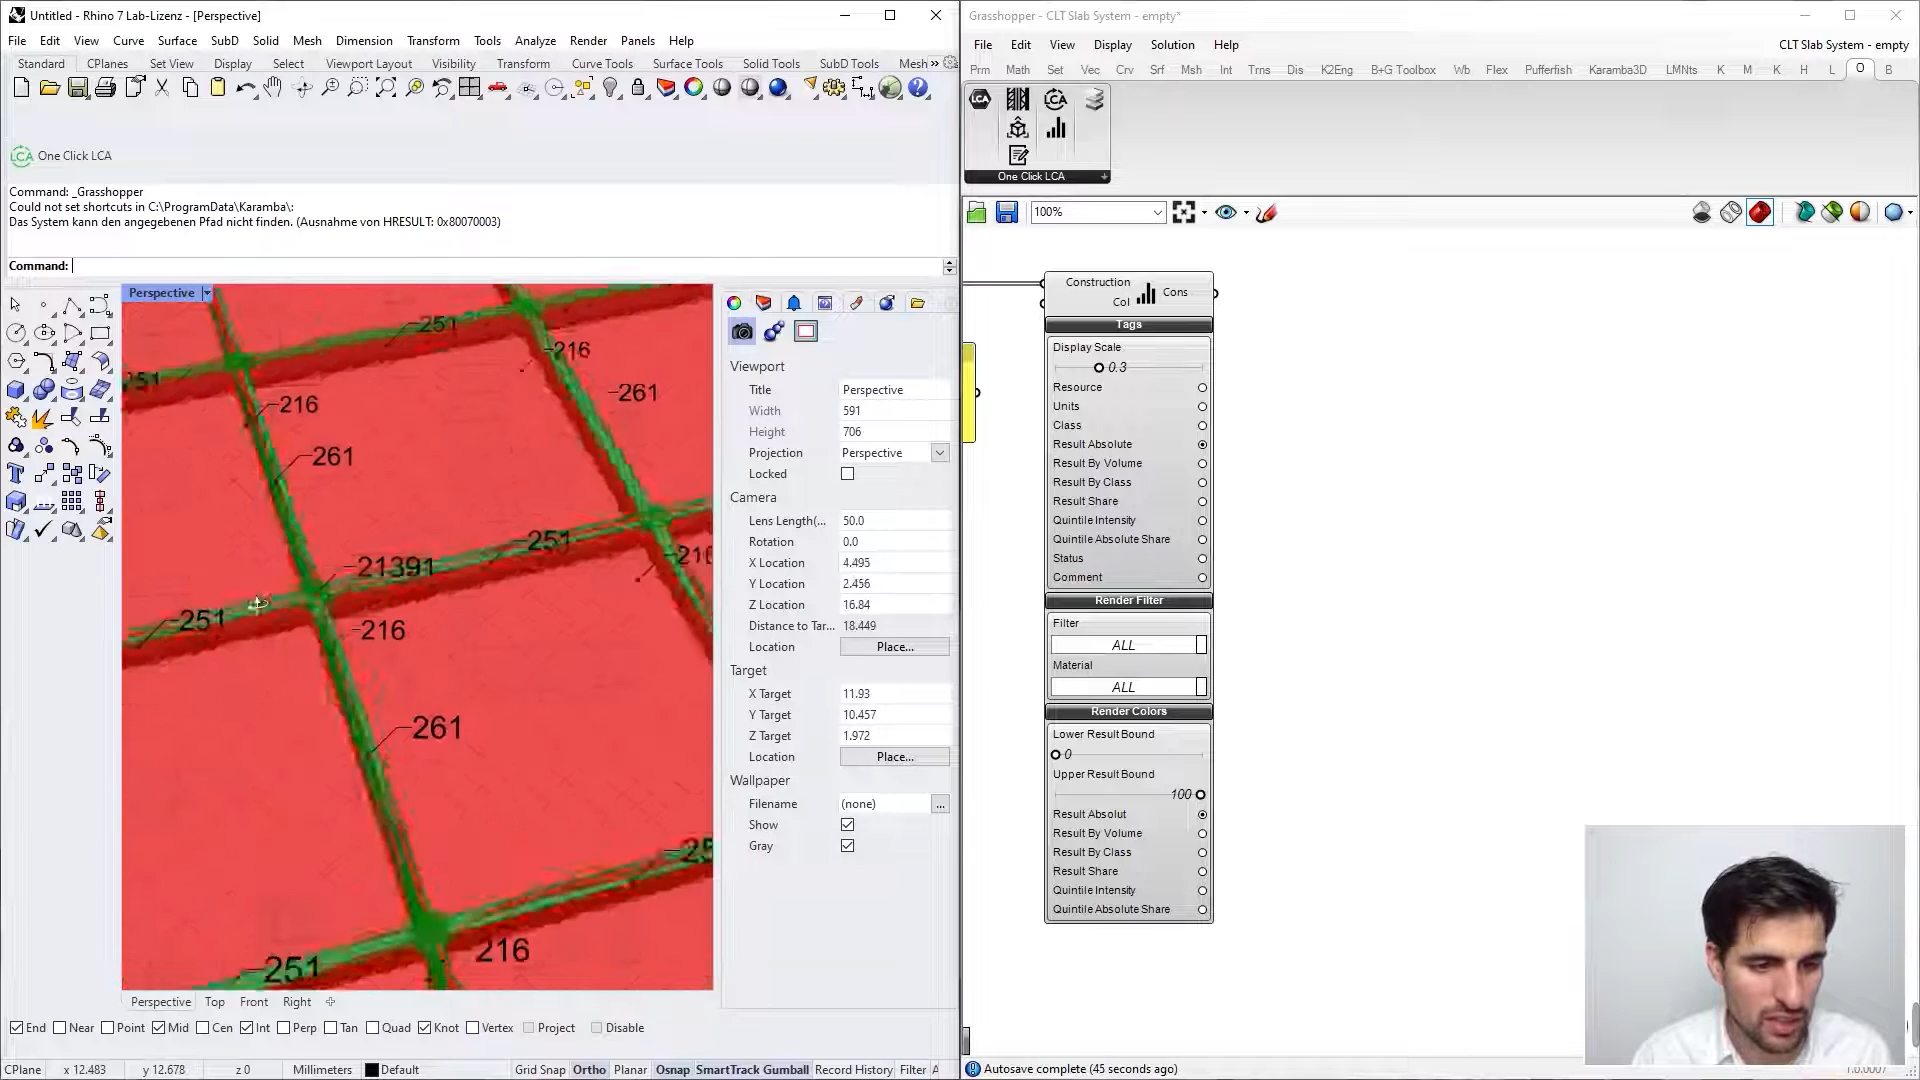 Untitled - Rhino 7 Lab-Lizenz - [Perspective]
File Edit View Curve Surface SubD Solid Mesh Dimension Transform Tools Analyze Render Panels Help
Standard CPlanes Set View Display Select Viewport Layout Visibility Transform Curve Tools Surface Tools Solid Tools SubD Tools Mesh »
LCA One Click LCA
Command: _Grasshopper
Could not set shortcuts in C:\ProgramData\Karamba\:
Das System kann den angegebenen Pfad nicht finden. (Ausnahme von HRESULT: 0x80070003)
Command:
Perspective
251
216
261
216
261
251
21391
251
216
261
216
251
Viewport
Title Perspective
Width 591
Height 706
Projection Perspective
Locked
Camera
Lens Length(... 50.0
Rotation 0.0
X Location 4.495
Y Location 2.456
Z Location 16.84
Distance to Tar... 18.449
Location Place...
Target
X Target 11.93
Y Target 10.457
Z Target 1.972
Location Place...
Wallpaper
Filename (none) ...
Show
Gray
Perspective Top Front Right
End Near Point Mid Cen Int Perp Tan Quad Knot Vertex Project Disable
CPlane x 12.483 y 12.678 z 0 Millimeters Default Grid Snap Ortho Planar Osnap SmartTrack Gumball Record History Filter A
Grasshopper - CLT Slab System - empty*
File Edit View Display Solution Help
CLT Slab System - empty
Prm Math Set Vec Crv Srf Msh Int Trns Dis K2Eng B+G Toolbox Wb Flex Pufferfish Karamba3D LMNts K M K H L O B
LCA
One Click LCA
100%
Construction
Col
Cons
Tags
Display Scale
0.3
Resource
Units
Class
Result Absolute
Result By Volume
Result By Class
Result Share
Quintile Intensity
Quintile Absolute Share
Status
Comment
Render Filter
Filter
ALL
Material
ALL
Render Colors
Lower Result Bound
0
Upper Result Bound
100
Result Absolut
Result By Volume
Result By Class
Result Share
Quintile Intensity
Quintile Absolute Share
Autosave complete (45 seconds ago)
1.0.0007